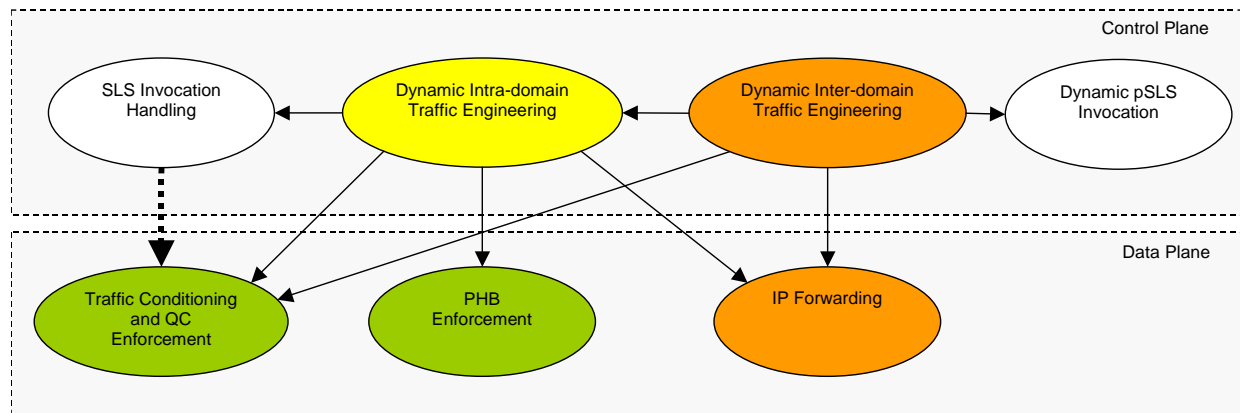 Control Plane
SLS Invocation
Handling
Dynamic Intra-domain
Traffic Engineering
Dynamic Inter-domain
Traffic Engineering
Dynamic pSLS
Invocation
Data Plane
Traffic Conditioning
and QC
Enforcement
PHB
Enforcement
IP Forwarding